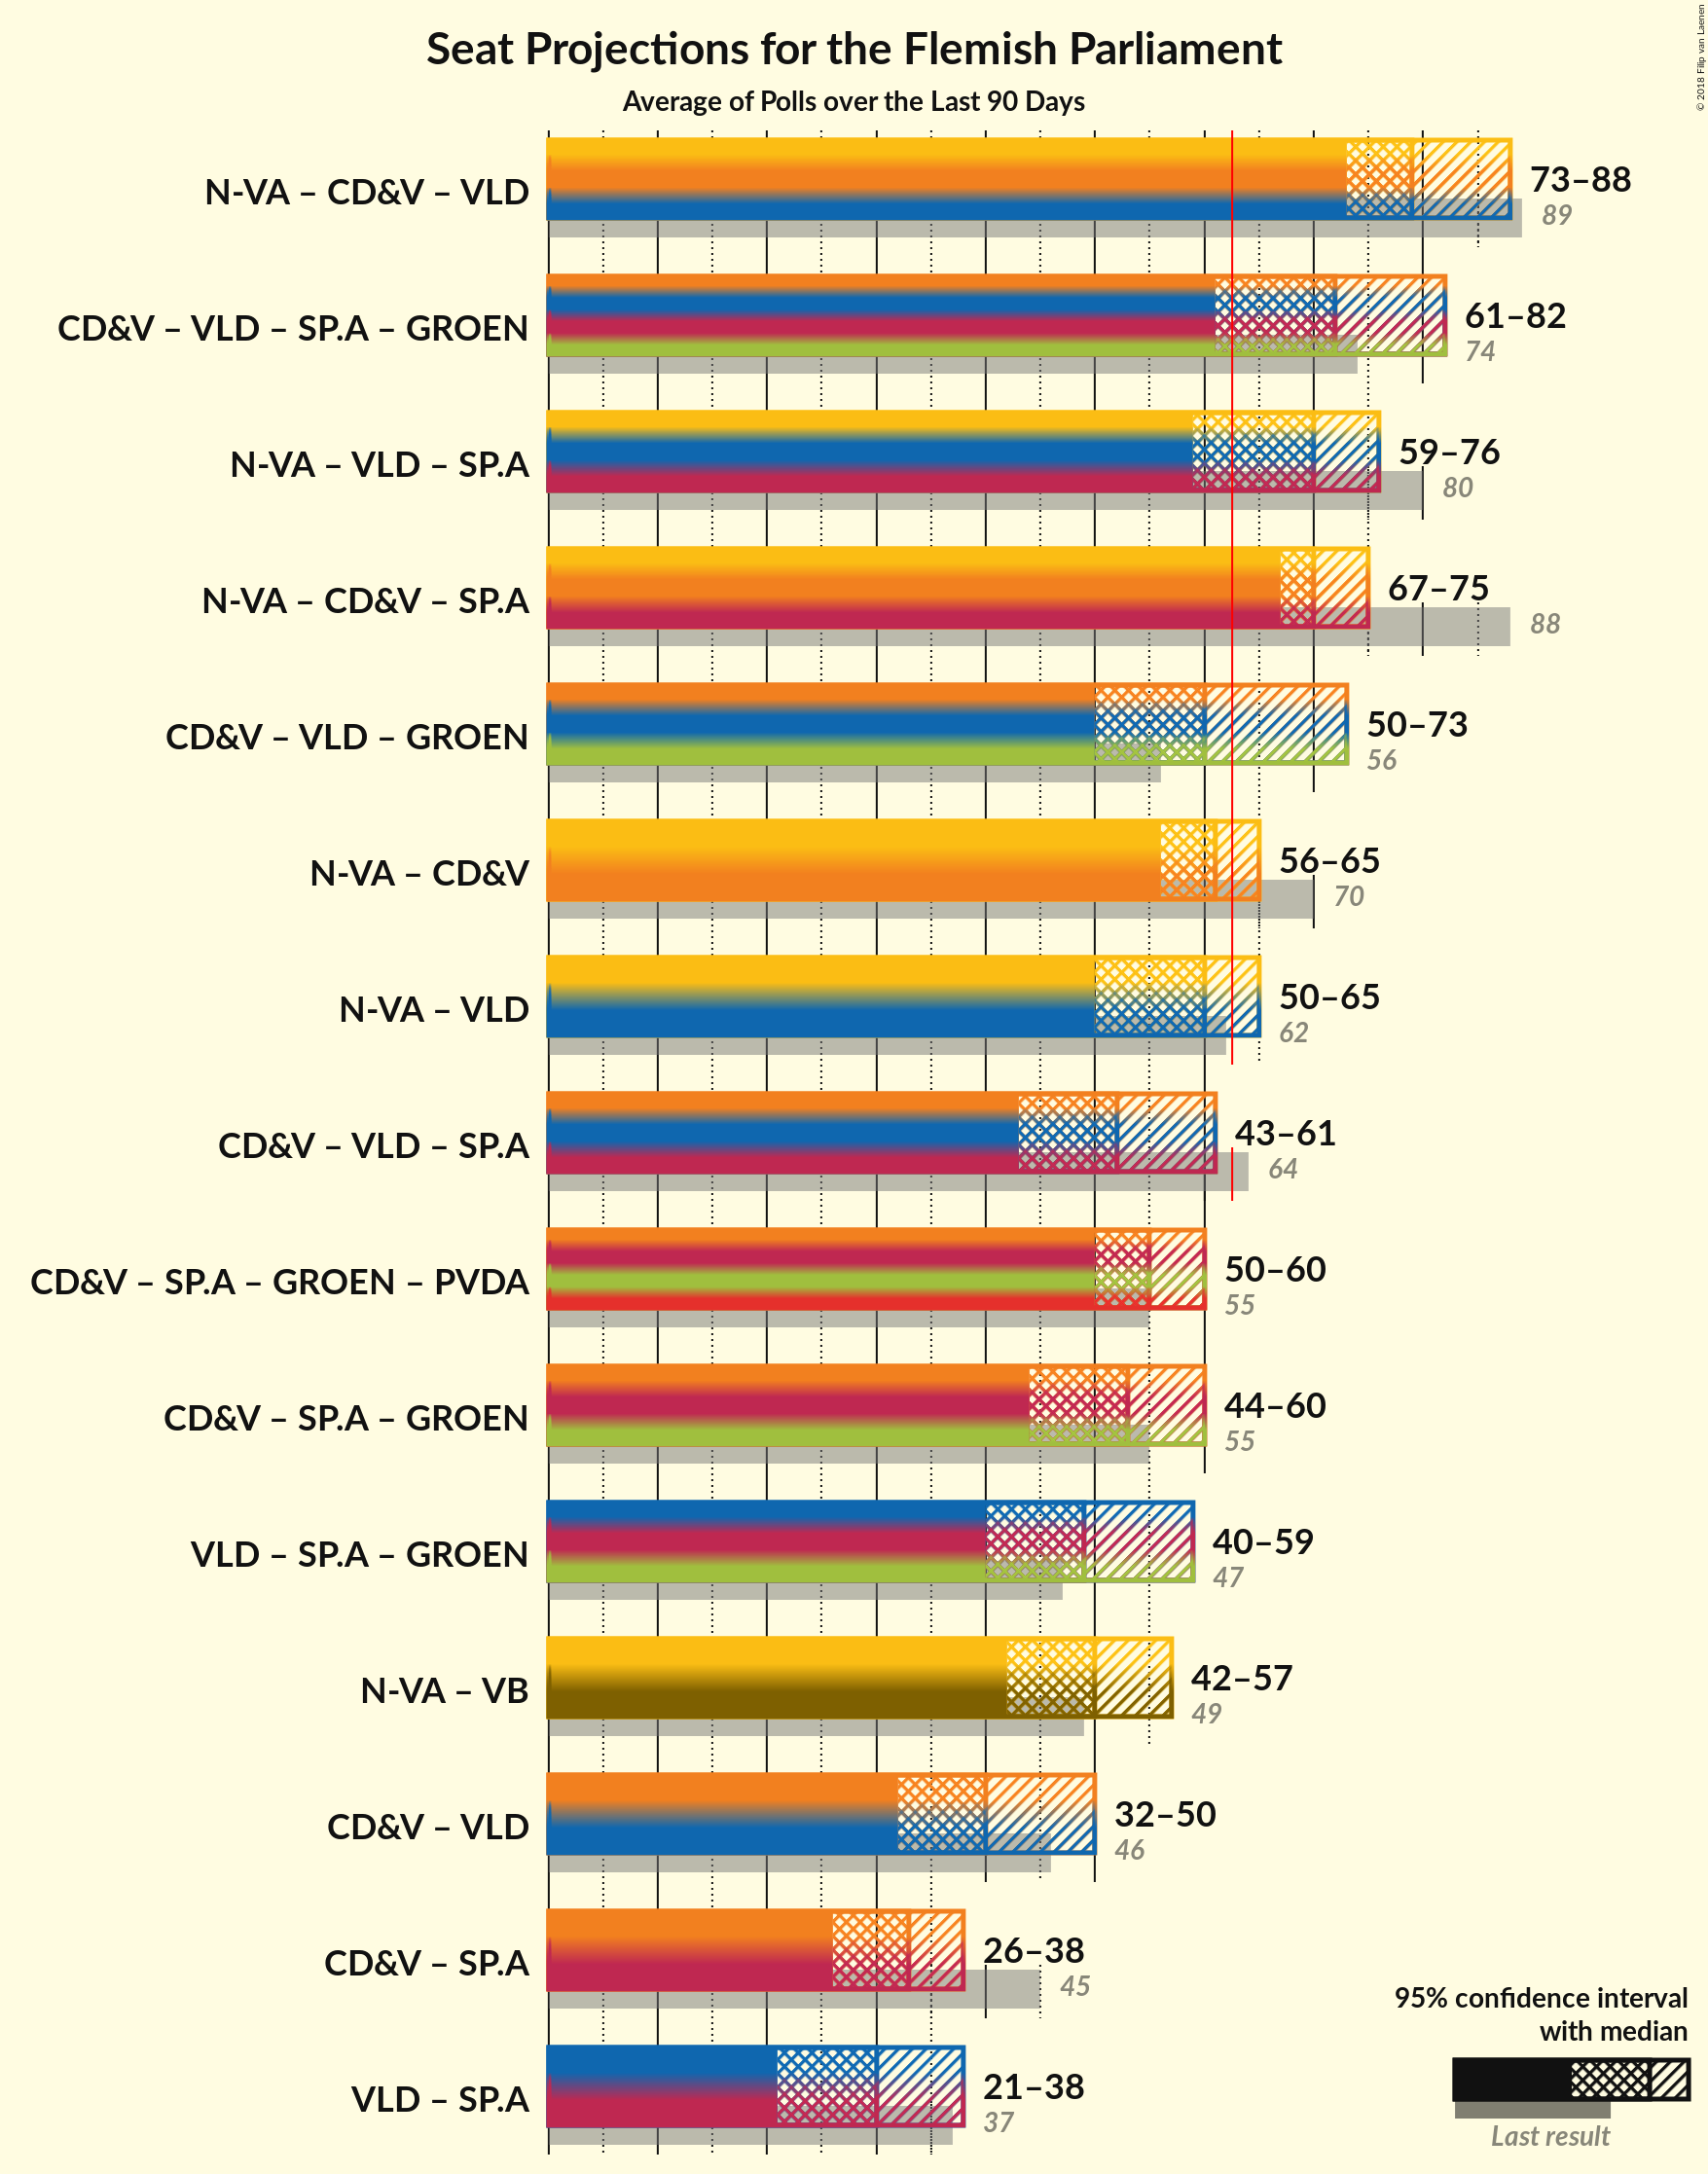 Seat Projections for the Flemish Parliament
Average of Polls over the Last 90 Days
© 2018 Filip van Laenen
N-VA – CD&V – VLD
73–88
89
CD&V – VLD – SP.A – GROEN
61–82
74
N-VA – VLD – SP.A
59–76
80
N-VA – CD&V – SP.A
67–75
88
CD&V – VLD – GROEN
50–73
56
N-VA – CD&V
56–65
70
N-VA – VLD
50–65
62
CD&V – VLD – SP.A
43–61
64
CD&V – SP.A – GROEN – PVDA
50–60
55
CD&V – SP.A – GROEN
44–60
55
VLD – SP.A – GROEN
40–59
47
N-VA – VB
42–57
49
CD&V – VLD
32–50
46
CD&V – SP.A
26–38
45
VLD – SP.A
21–38
37
95% confidence interval
with median
Last result